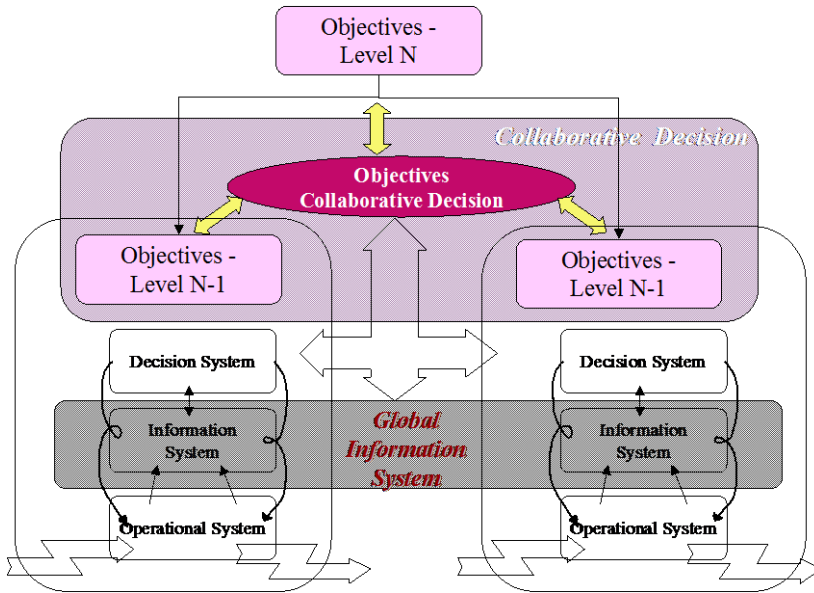 Objectives -
Level N
Collaborative Decision
Objectives
Collaborative Decision
Objectives -
Level N-1
Objectives -
Level N-1
Decision System
Decision System
Information
System
Global
Information
System
Information
System
Operational System
Operational System